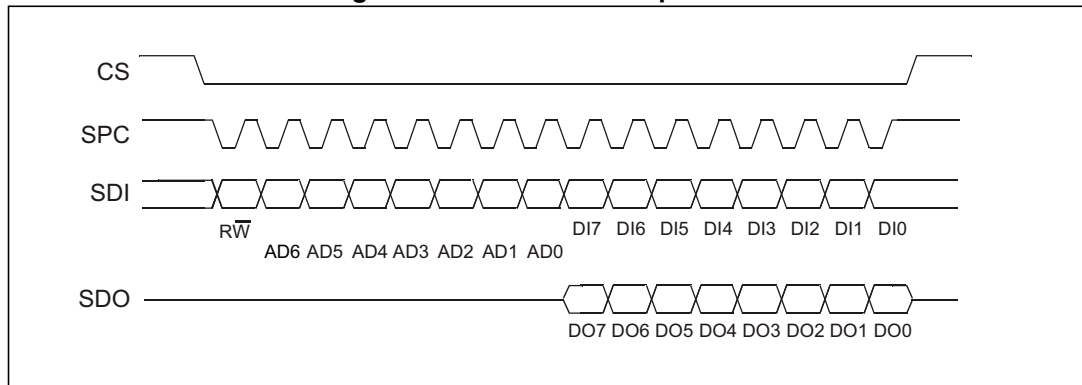 CS
SPC
SDI
RW̅
DI7 DI6 DI5 DI4 DI3 DI2 DI1 DI0
AD6 AD5 AD4 AD3 AD2 AD1 AD0
SDO
DO7 DO6 DO5 DO4 DO3 DO2 DO1 DO0